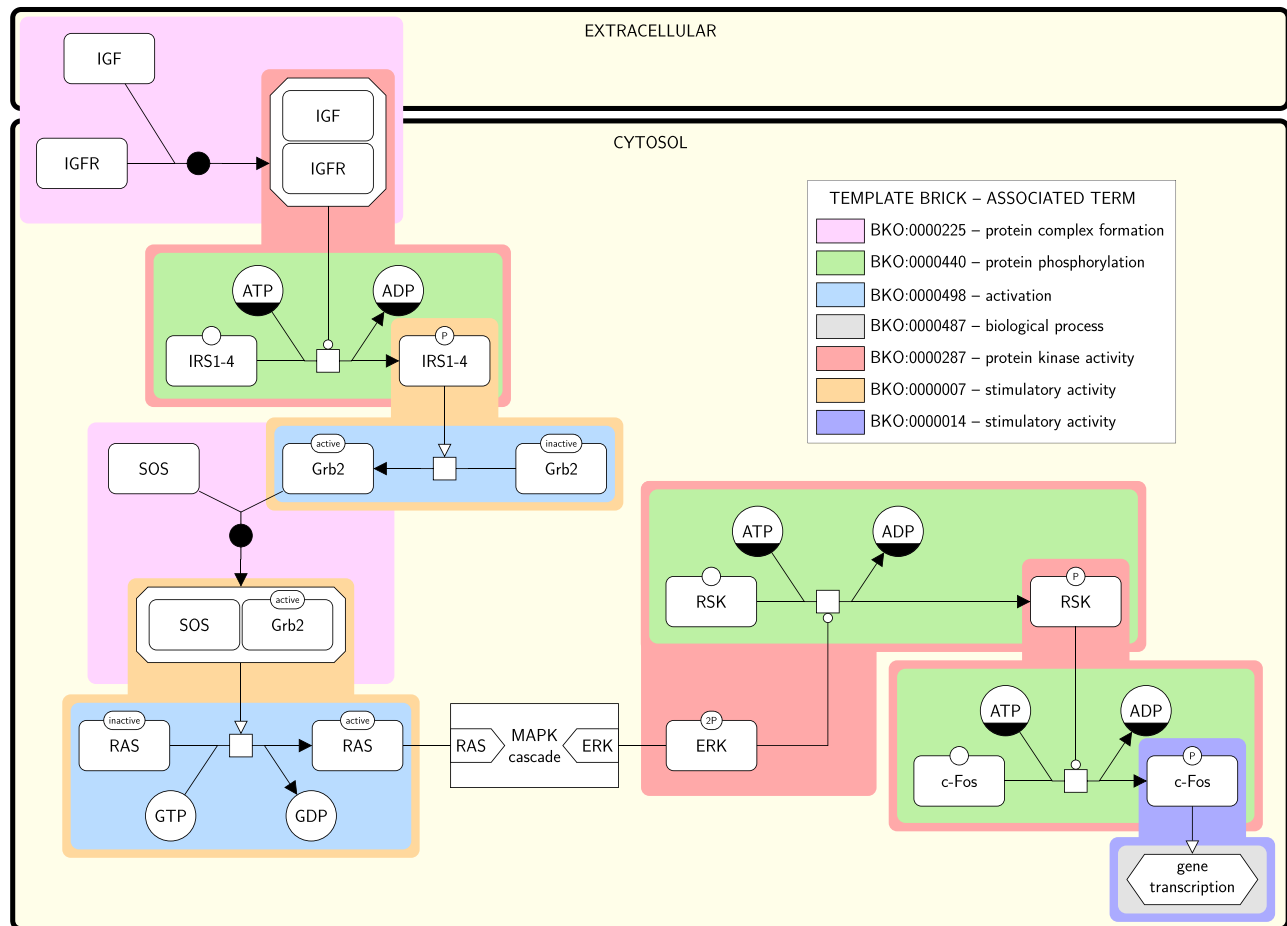 EXTRACELLULAR
IGF
IGF
IGFR
IGFR
CYTOSOL
TEMPLATE BRICK – ASSOCIATED TERM
BKO:0000225 – protein complex formation
BKO:0000440 – protein phosphorylation
BKO:0000498 – activation
BKO:0000487 – biological process
BKO:0000287 – protein kinase activity
BKO:0000007 – stimulatory activity
BKO:0000014 – stimulatory activity
ATP
ADP
IRS1-4
P
IRS1-4
SOS
active
Grb2
inactive
Grb2
SOS
active
Grb2
inactive
RAS
active
RAS
GTP
GDP
RAS
MAPK
cascade
ERK
2P
ERK
ATP
ADP
RSK
P
RSK
ATP
ADP
c-Fos
P
c-Fos
gene
transcription